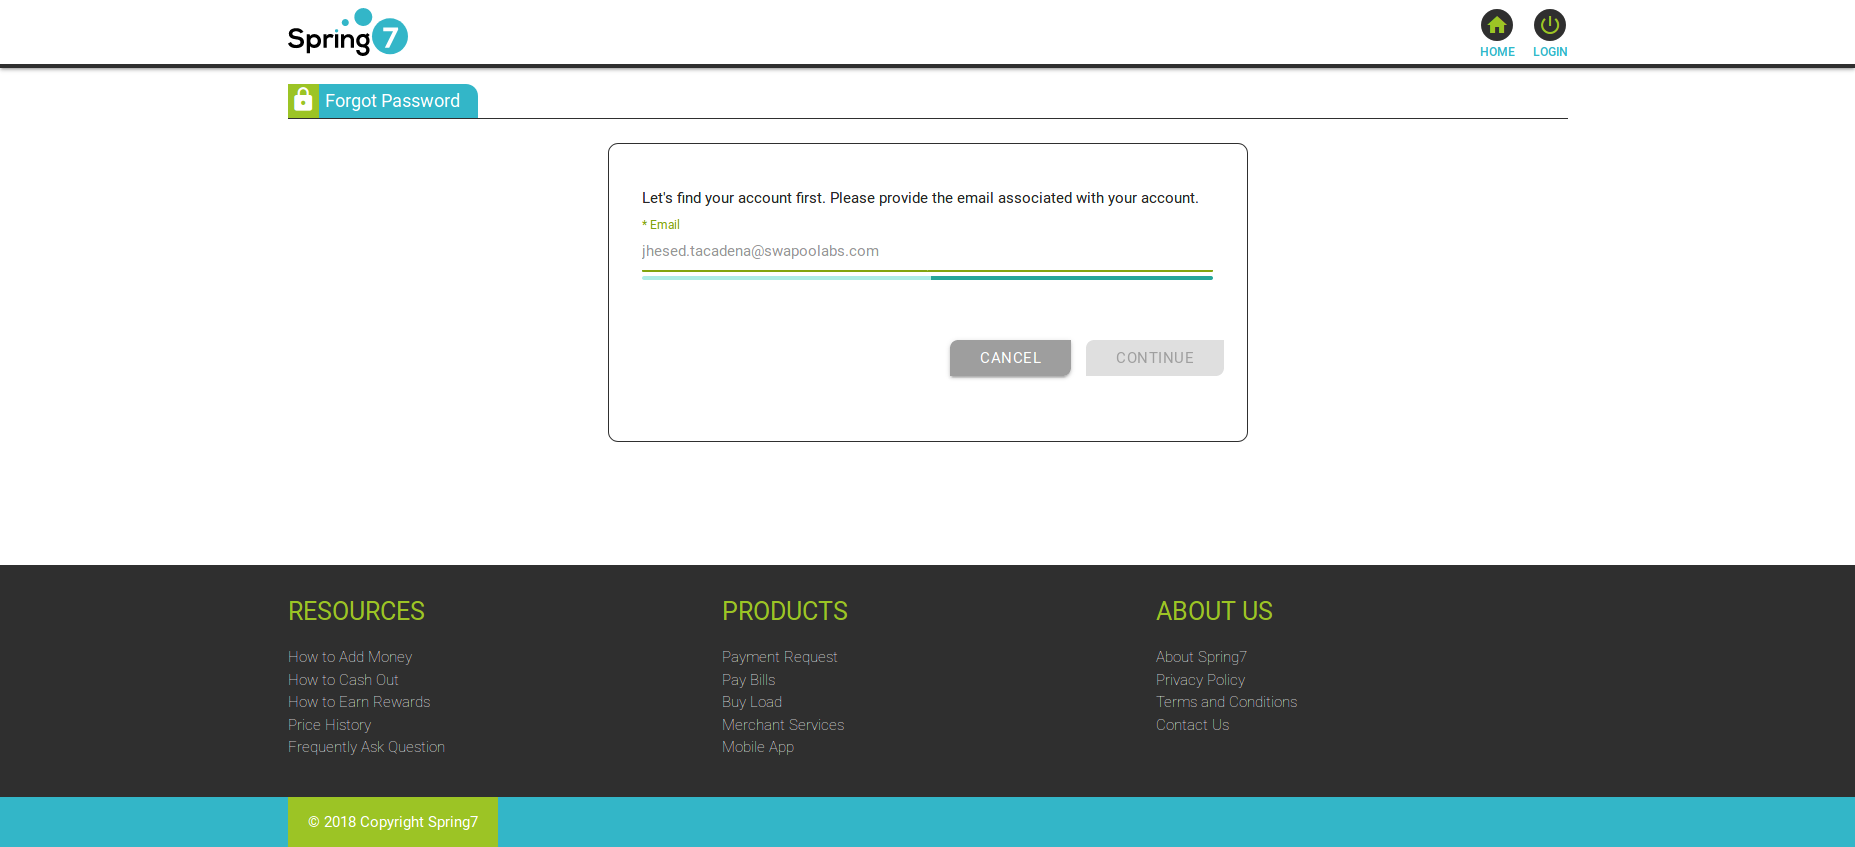 Spring7
HOME
LOGIN
Forgot Password
Let's find your account first. Please provide the email associated with your account.
* Email
jhesed.tacadena@swapoolabs.com
CANCEL
CONTINUE
RESOURCES
How to Add Money
How to Cash Out
How to Earn Rewards
Price History
Frequently Ask Question
PRODUCTS
Payment Request
Pay Bills
Buy Load
Merchant Services
Mobile App
ABOUT US
About Spring7
Privacy Policy
Terms and Conditions
Contact Us
© 2018 Copyright Spring7